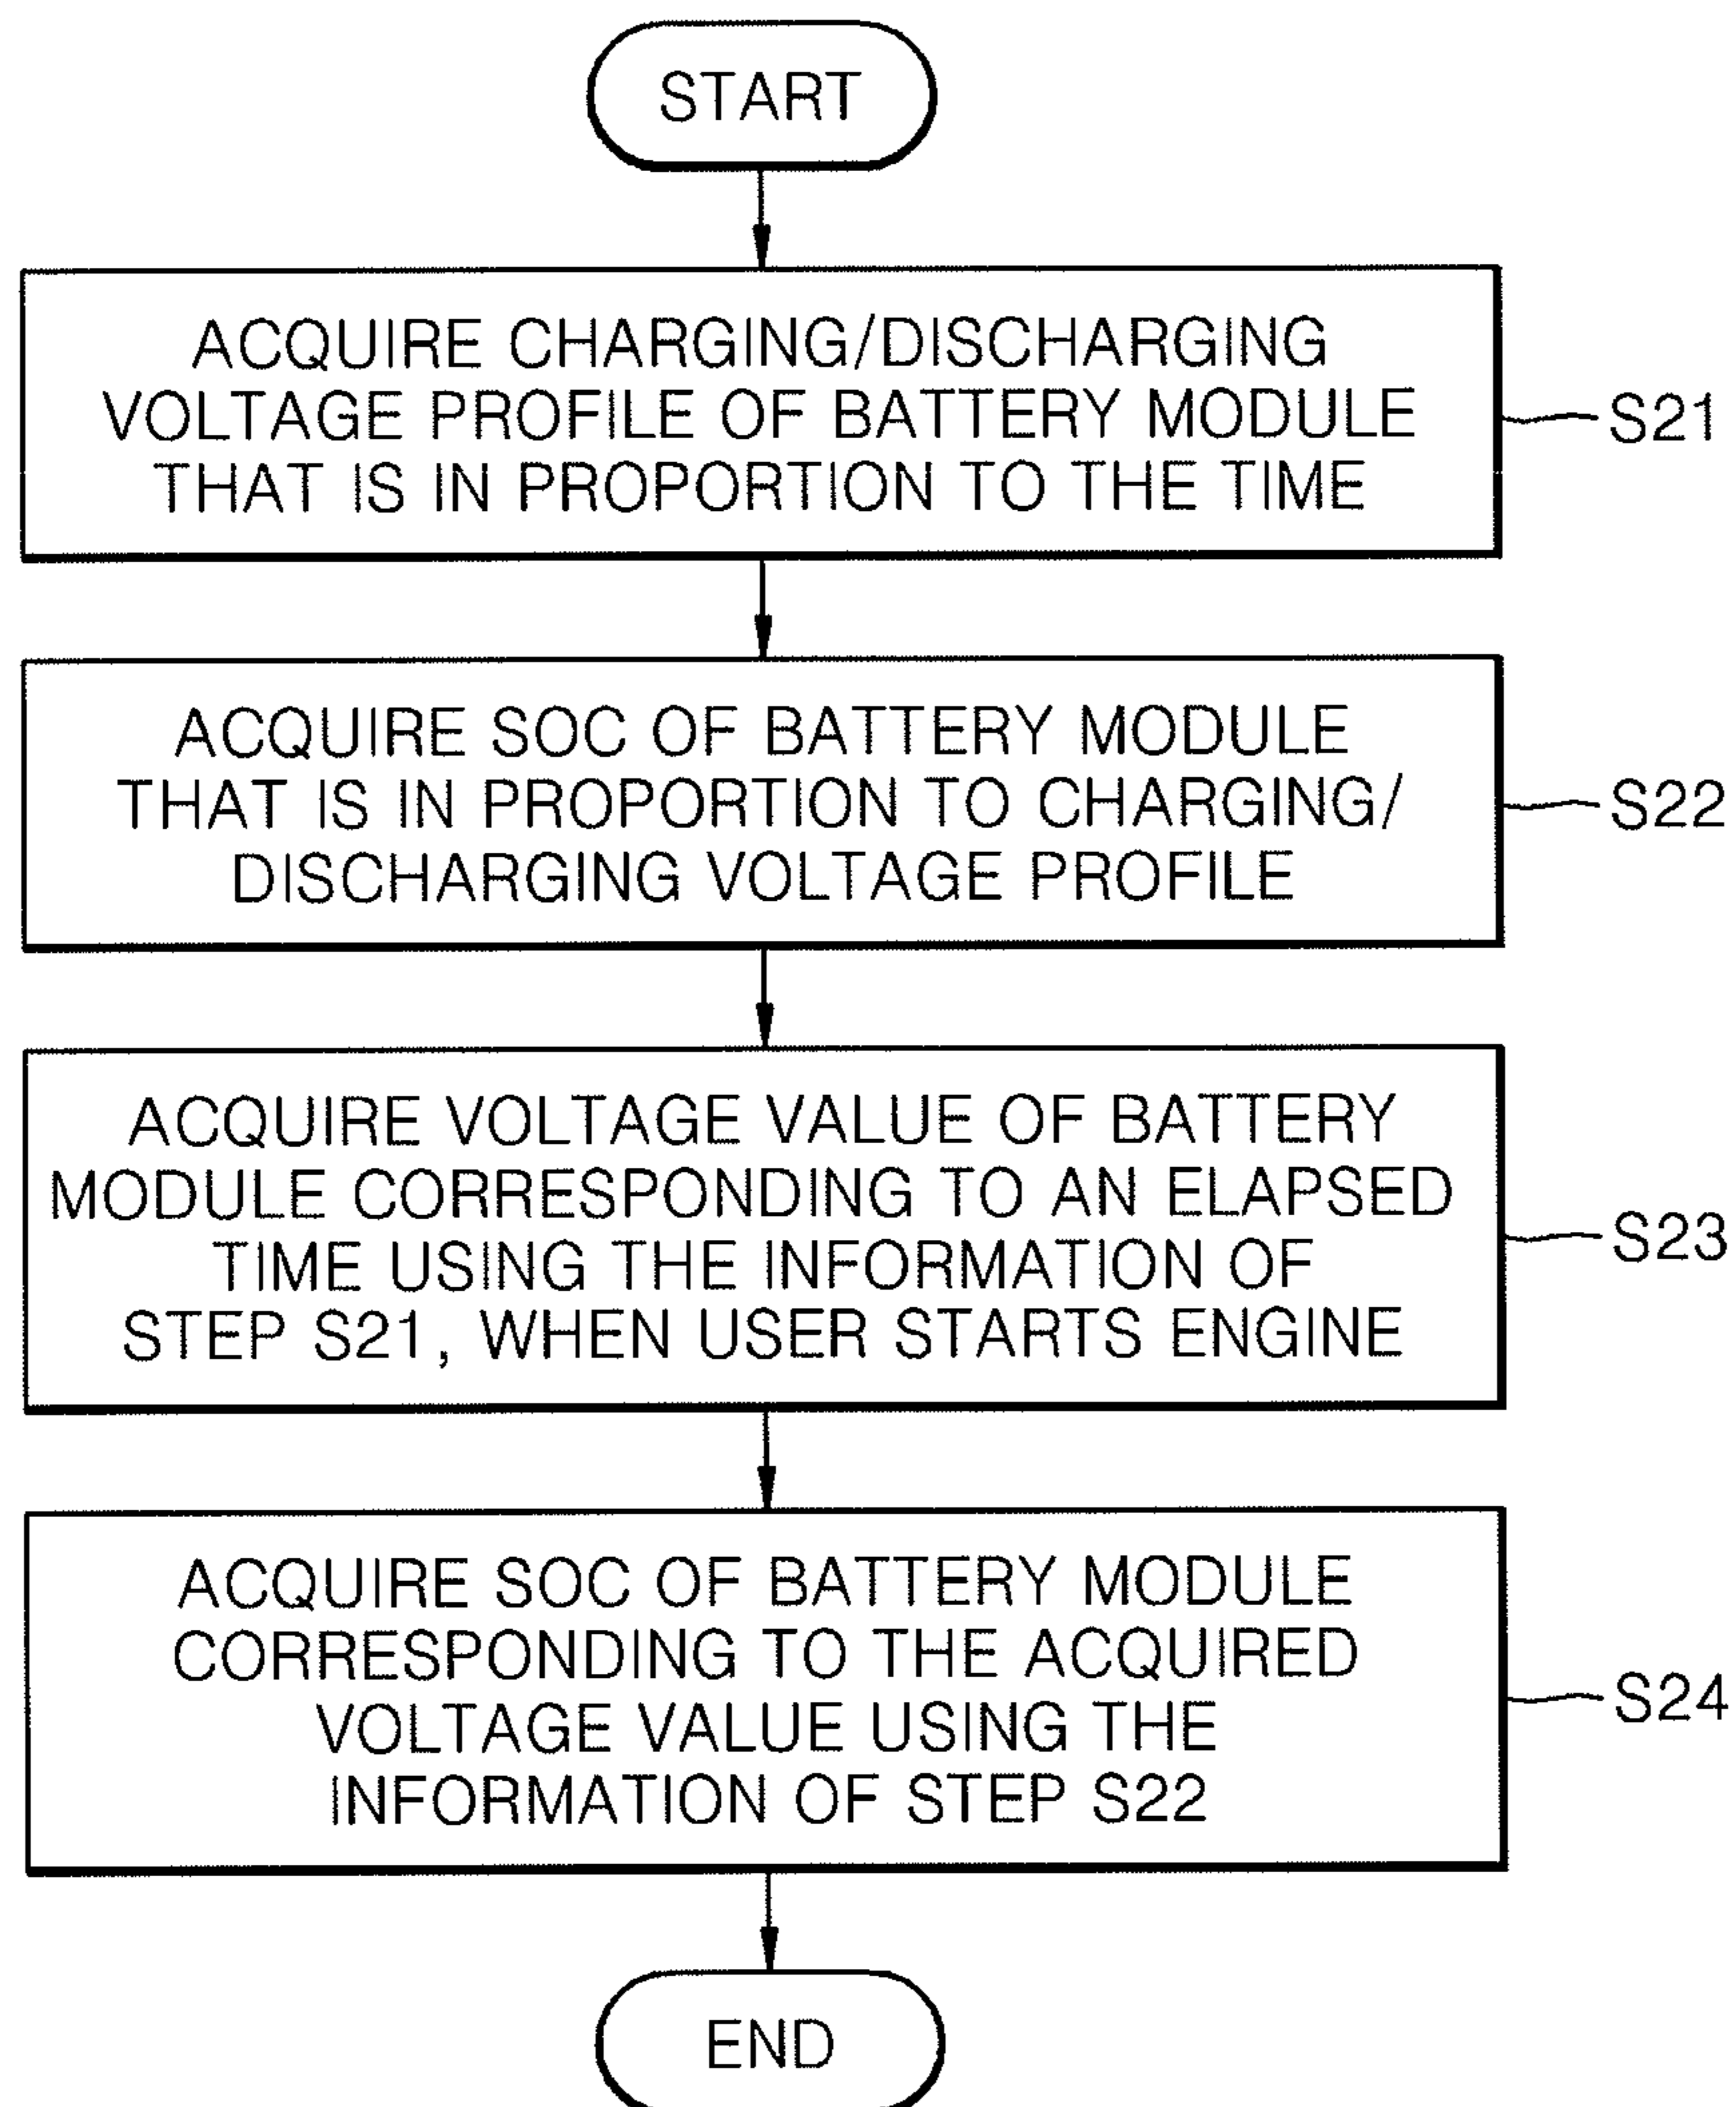 START
ACQUIRE CHARGING/DISCHARGING
VOLTAGE PROFILE OF BATTERY MODULE
THAT IS IN PROPORTION TO THE TIME
S21
ACQUIRE SOC OF BATTERY MODULE
THAT IS IN PROPORTION TO CHARGING/
DISCHARGING VOLTAGE PROFILE
S22
ACQUIRE VOLTAGE VALUE OF BATTERY
MODULE CORRESPONDING TO AN ELAPSED
TIME USING THE INFORMATION OF
STEP S21, WHEN USER STARTS ENGINE
S23
ACQUIRE SOC OF BATTERY MODULE
CORRESPONDING TO THE ACQUIRED
VOLTAGE VALUE USING THE
INFORMATION OF STEP S22
S24
END